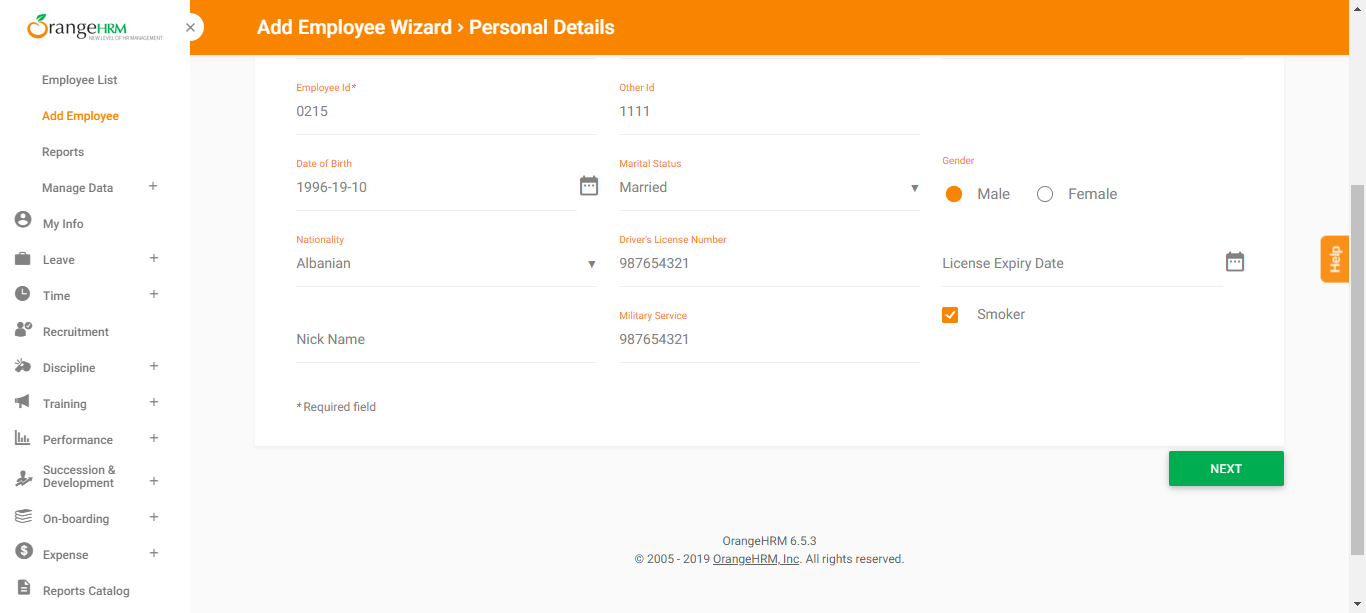 OrangeHRM
NEW LEVEL OF HR MANAGEMENT
Employee List
Add Employee
Reports
Manage Data +
My Info
Leave +
Time +
Recruitment
Discipline +
Training +
Performance +
Succession &
Development +
On-boarding +
Expense +
Reports Catalog
Add Employee Wizard › Personal Details
Employee Id* Other Id
0215 1111
Date of Birth Marital Status Gender
1996-19-10 Married Male Female
Nationality Driver's License Number
Albanian 987654321 License Expiry Date
Military Service Smoker
Nick Name 987654321
* Required field
NEXT
Help
OrangeHRM 6.5.3
© 2005 - 2019 OrangeHRM, Inc. All rights reserved.